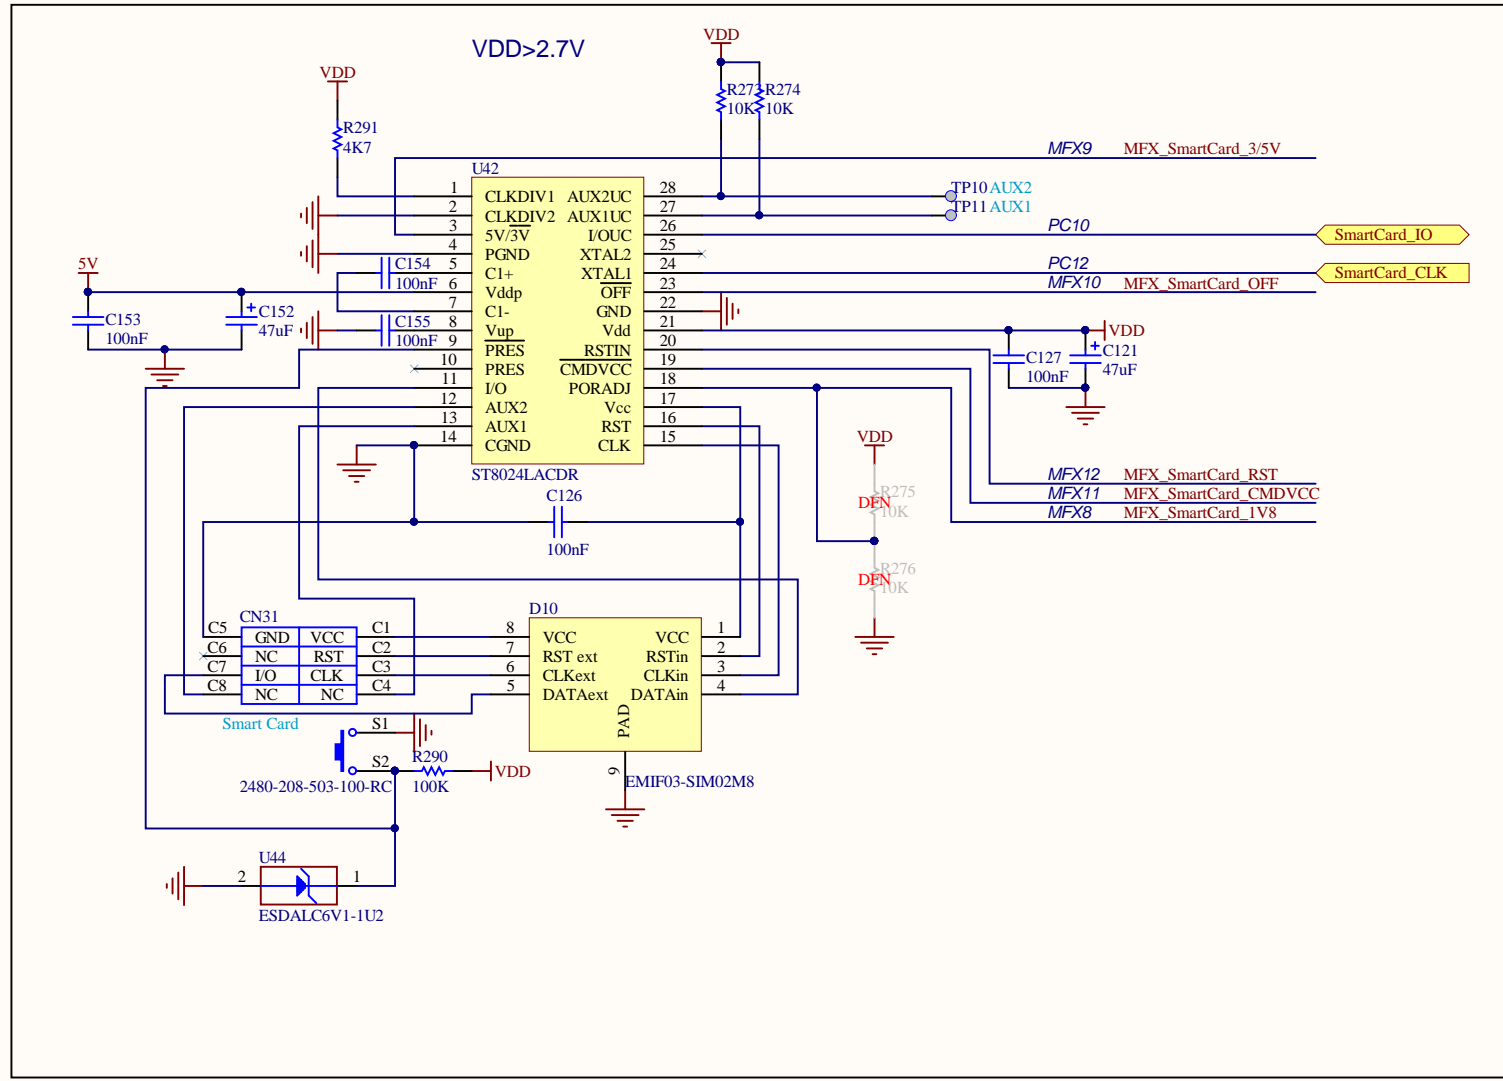 VDD>2.7V
VDD
VDD
R273
10K
R274
10K
R291
4K7
MFX9 MFX_SmartCard_3/5V
U42
1 CLKDIV1 AUX2UC 28
TP10 AUX2
2 CLKDIV2 AUX1UC 27
TP11 AUX1
3 5V/3V I/OUC 26
PC10
SmartCard_IO
4 PGND XTAL2 25
5 C1+ XTAL1 24
PC12
SmartCard_CLK
6 Vddp OFF 23
MFX10 MFX_SmartCard_OFF
7 C1- GND 22
8 Vup Vdd 21
VDD
9 PRES RSTIN 20
10 PRES CMDVCC 19
11 I/O PORADJ 18
12 AUX2 Vcc 17
13 AUX1 RST 16
14 CGND CLK 15
ST8024LACDR
5V
C154
100nF
C153
100nF
C152
47uF
C155
100nF
C127
100nF
C121
47uF
VDD
R275
DFN
10K
MFX12 MFX_SmartCard_RST
MFX11 MFX_SmartCard_CMDVCC
MFX8 MFX_SmartCard_1V8
C126
100nF
R276
DFN
10K
CN31
C5 GND VCC C1
C6 NC RST C2
C7 I/O CLK C3
C8 NC NC C4
Smart Card
D10
8 VCC VCC 1
7 RST ext RSTin 2
6 CLKext CLKin 3
5 DATAext DATAin 4
PAD
9
EMIF03-SIM02M8
S1
S2
R290
100K
VDD
2480-208-503-100-RC
U44
2 1
ESDALC6V1-1U2